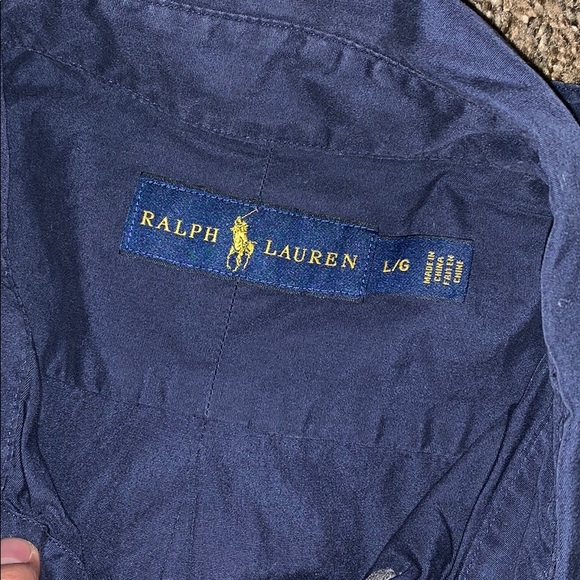 RALPH LAUREN
L/G
MADE IN
CHINA
FAIT EN
CHINE